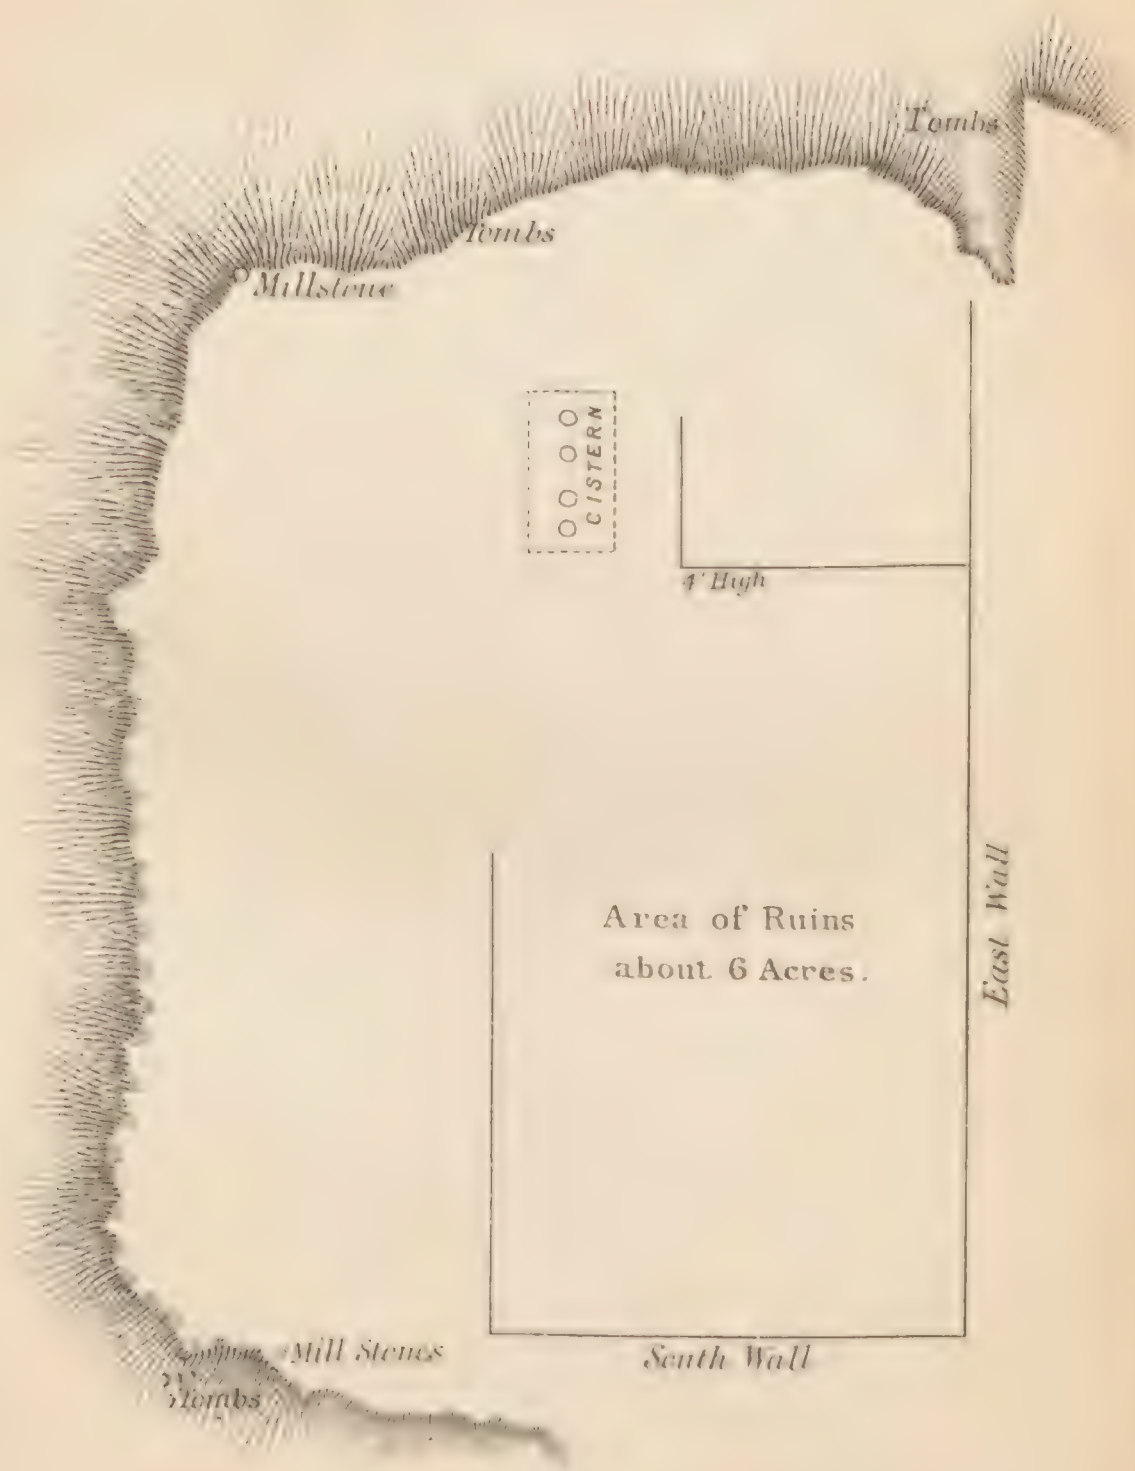 Tombs
Tombs
Millstone
CISTERN
4' High
Area of Ruins
about 6 Acres.
East Wall
Mill Stones
South Wall
Tombs